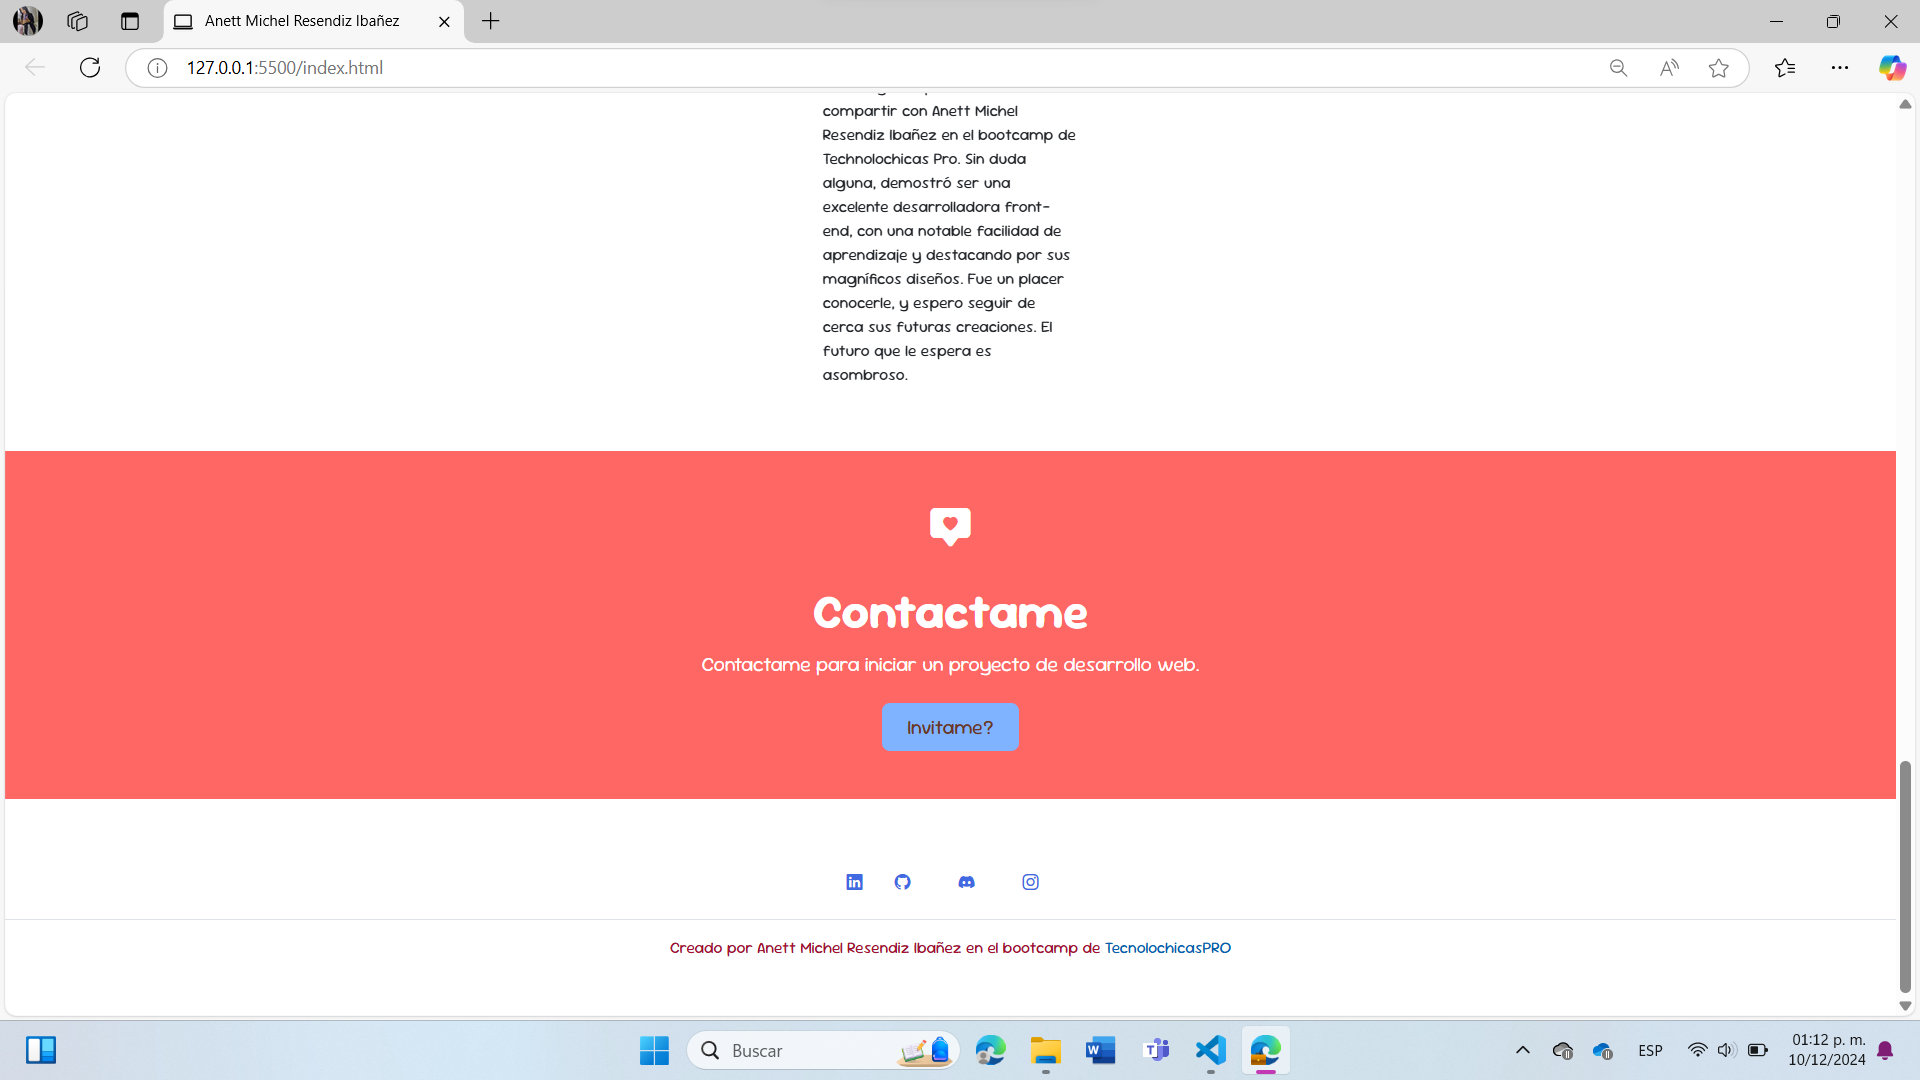 Anett Michel Resendiz Ibañez
127.0.0.1:5500/index.html
compartir con Anett Michel
Resendiz Ibañez en el bootcamp de
Technolochicas Pro. Sin duda
alguna, demostró ser una
excelente desarrolladora front-
end, con una notable facilidad de
aprendizaje y destacando por sus
magníficos diseños. Fue un placer
conocerle, y espero seguir de
cerca sus futuras creaciones. El
futuro que le espera es
asombroso.
Contactame
Contactame para iniciar un proyecto de desarrollo web.
Invitame?
Creado por Anett Michel Resendiz Ibañez en el bootcamp de TecnolochicasPRO
Buscar
ESP
01:12 p. m.
10/12/2024